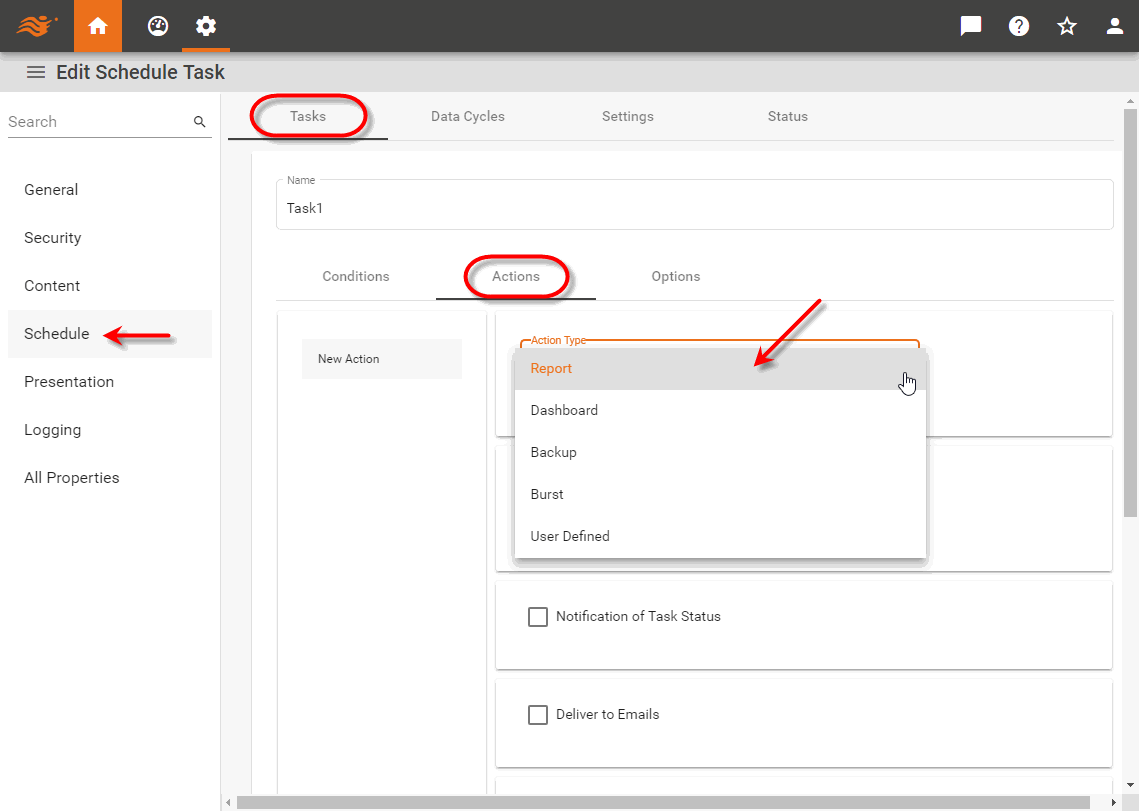 Edit Schedule Task
Search
General
Security
Content
Schedule
Presentation
Logging
All Properties
Tasks
Data Cycles
Settings
Status
Name
Task1
Conditions
Actions
Options
New Action
Action Type
Report
Dashboard
Backup
Burst
User Defined
Notification of Task Status
Deliver to Emails